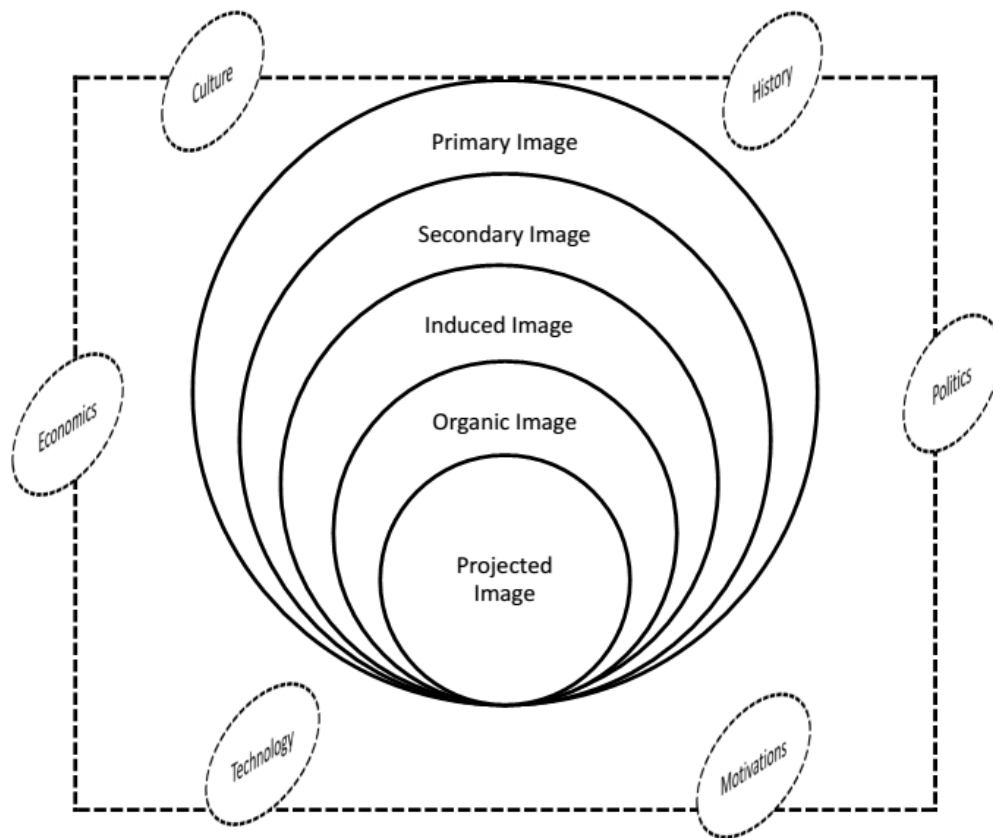 Culture
History
Primary Image
Secondary Image
Induced Image
Economics
Politics
Organic Image
Projected
Image
Technology
Motivations